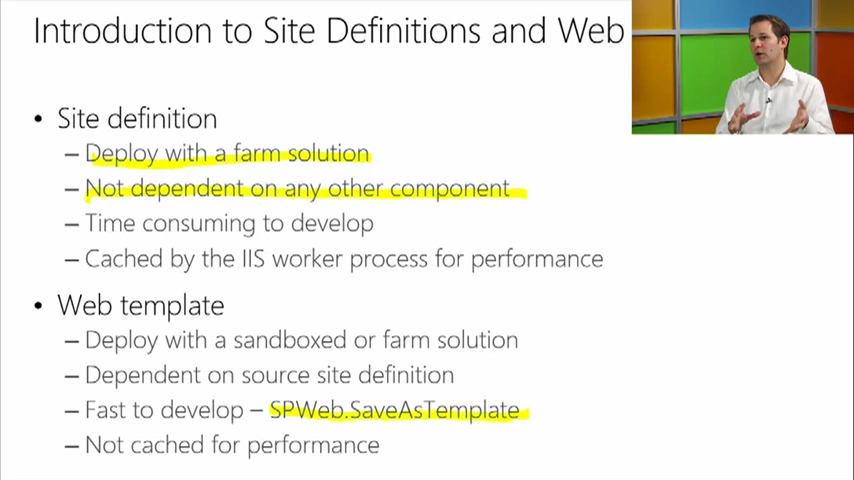 Introduction to Site Definitions and Web
• Site definition
– Deploy with a farm solution
– Not dependent on any other component
– Time consuming to develop
– Cached by the IIS worker process for performance
• Web template
– Deploy with a sandboxed or farm solution
– Dependent on source site definition
– Fast to develop – SPWeb.SaveAsTemplate
– Not cached for performance